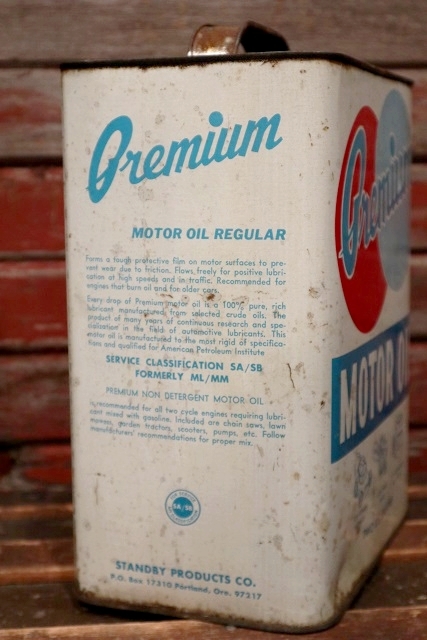 Premium
MOTOR OIL REGULAR
Forms a tough protective film on motor surfaces to pre-
vent wear due to friction. Flows freely for positive lubri-
cation at high speeds and in traffic. Recommended for
engines that burn oil and for older cars.
Every drop of Premium motor oil is a 100% pure, rich
lubricant manufactured from selected crude oils. The
product of many years of continuous research and spe-
cialization in the field of automotive lubricants. This
motor oil is manufactured to the most rigid of specifica-
tions and qualified for American Petroleum Institute
SERVICE CLASSIFICATION SA/SB
FORMERLY ML/MM
PREMIUM NON DETERGENT MOTOR OIL
is recommended for all two cycle engines requiring lubri-
cant mixed with gasoline. Included are chain saws, lawn
mowers, garden tractors, scooters, pumps, etc. Follow
manufacturers' recommendations for proper mix.
SA/SB
STANDBY PRODUCTS CO.
P.O. Box 17310 Portland, Ore. 97217
Premium
MOTOR